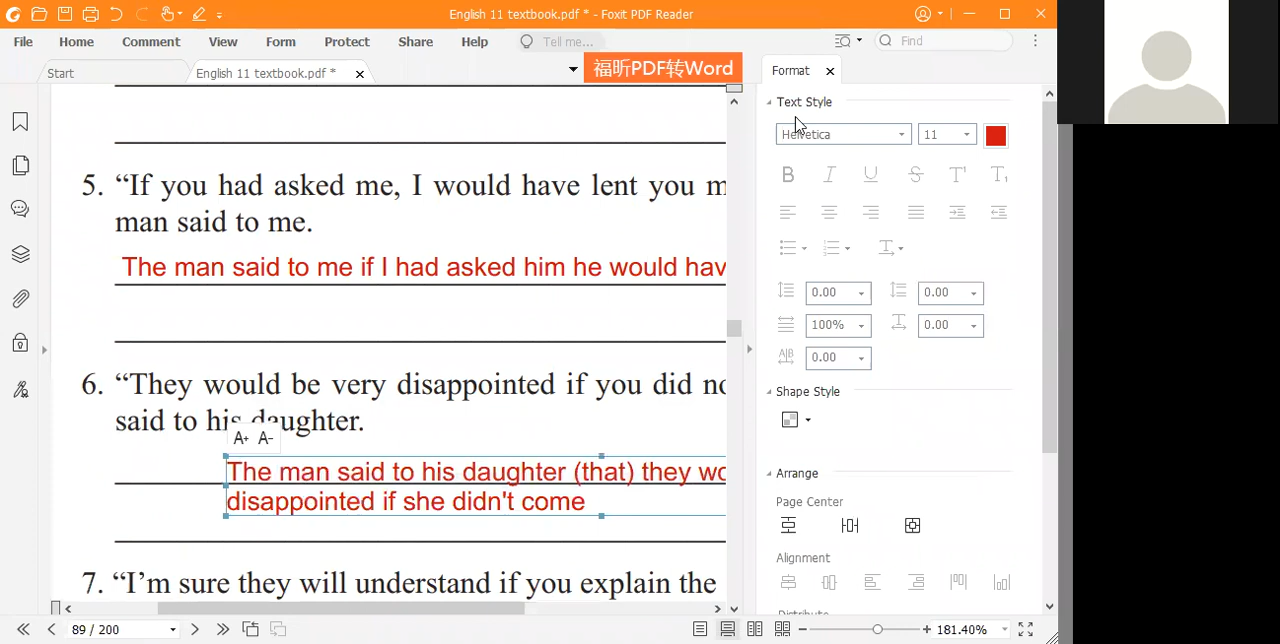 English 11 textbook.pdf * - Foxit PDF Reader
File Home Comment View Form Protect Share Help Tell me... Find
Start English 11 textbook.pdf * 福昕PDF转Word Format
Text Style
Helvetica 11
5. “If you had asked me, I would have lent you m
man said to me.
The man said to me if I had asked him he would hav
0.00 0.00
100% 0.00
0.00
6. “They would be very disappointed if you did no
said to his daughter.
Shape Style
A+ A-
The man said to his daughter (that) they wo
disappointed if she didn't come
Arrange
Page Center
Alignment
7. “I’m sure they will understand if you explain the
Distribute
89 / 200 181.40%